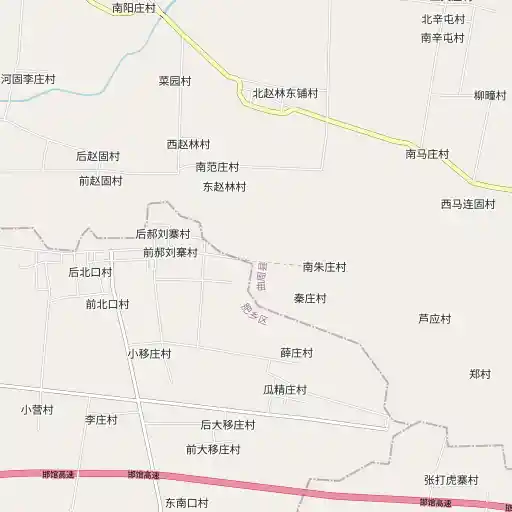 南阳庄村
北辛屯村
南辛屯村
河固李庄村
菜园村
北赵林东铺村
柳疃村
西赵林村
后赵固村
南范庄村
南马庄村
前赵固村
东赵林村
西马连固村
后郝刘寨村
前郝刘寨村
后北口村
曲周县
南朱庄村
前北口村
秦庄村
肥乡区
芦应村
小移庄村
薛庄村
郑村
瓜精庄村
小营村
李庄村
后大移庄村
前大移庄村
邯馆高速
邯馆高速
张打虎寨村
东南口村
邯馆高速